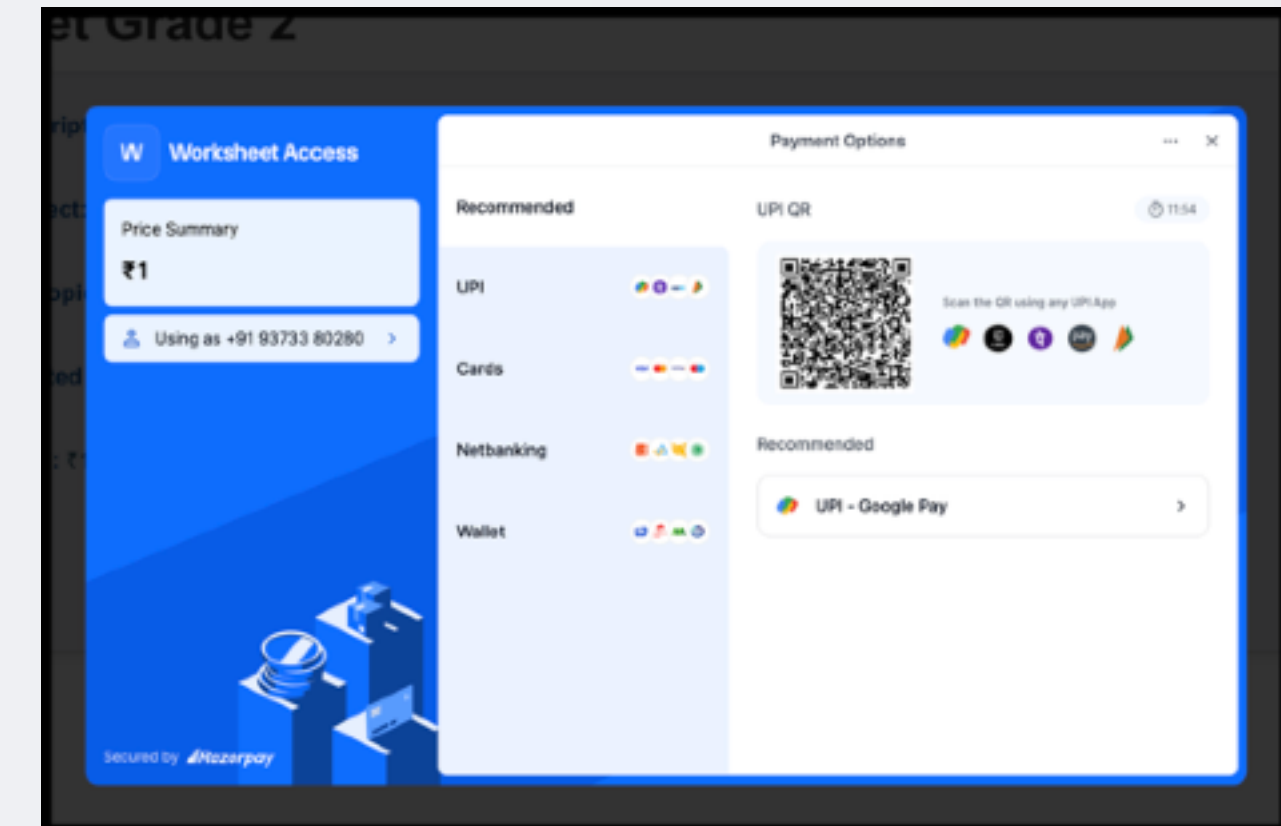 et Grade 2
W Worksheet Access
Price Summary
₹1
Using as +91 93733 80280
Secured by Razorpay
Payment Options
Recommended
UPI
Cards
Netbanking
Wallet
UPI QR
11:54
Scan the QR using any UPI App
Recommended
UPI - Google Pay